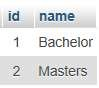 id name
1 Bachelor
2 Masters